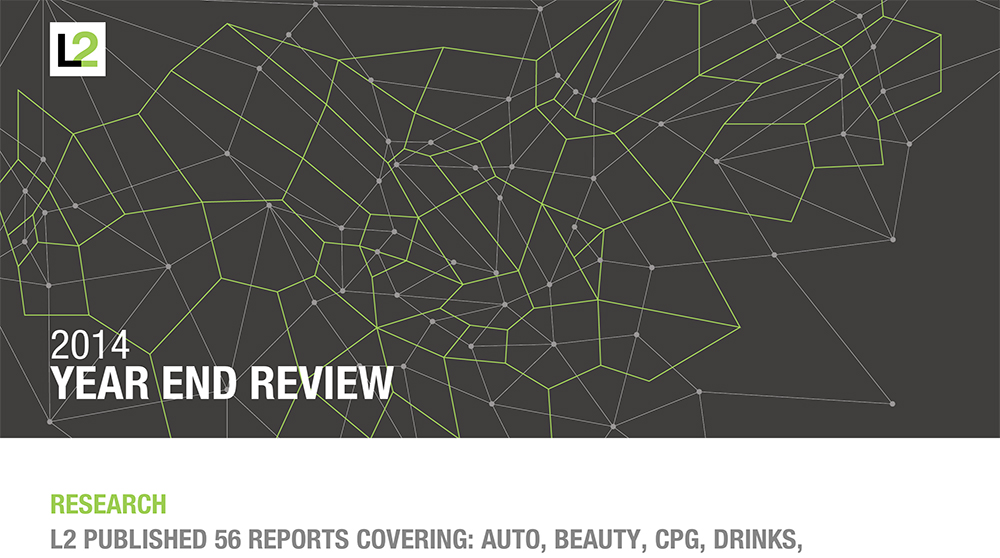 L2
2014
YEAR END REVIEW
RESEARCH
L2 PUBLISHED 56 REPORTS COVERING: AUTO, BEAUTY, CPG, DRINKS,